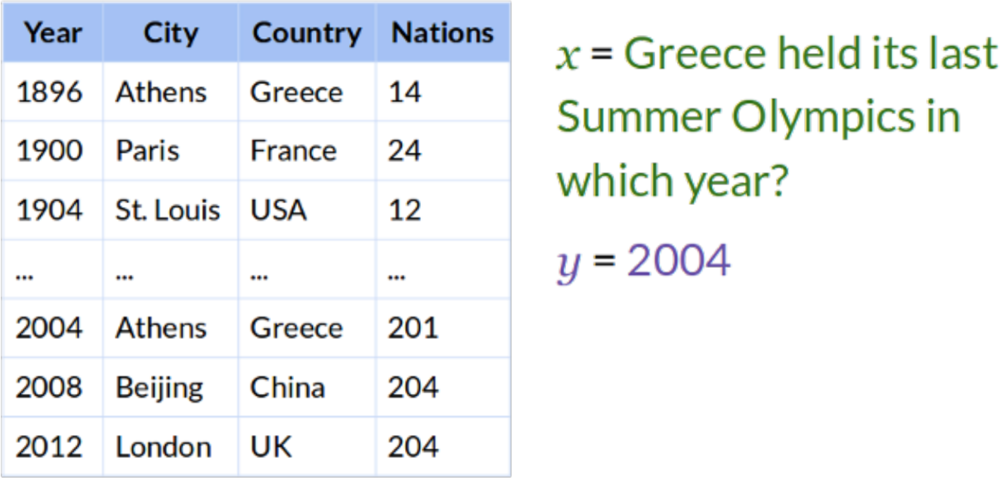 Year City Country Nations
1896 Athens Greece 14
1900 Paris France 24
1904 St. Louis USA 12
... ... ... ...
2004 Athens Greece 201
2008 Beijing China 204
2012 London UK 204
x = Greece held its last
Summer Olympics in
which year?
y = 2004